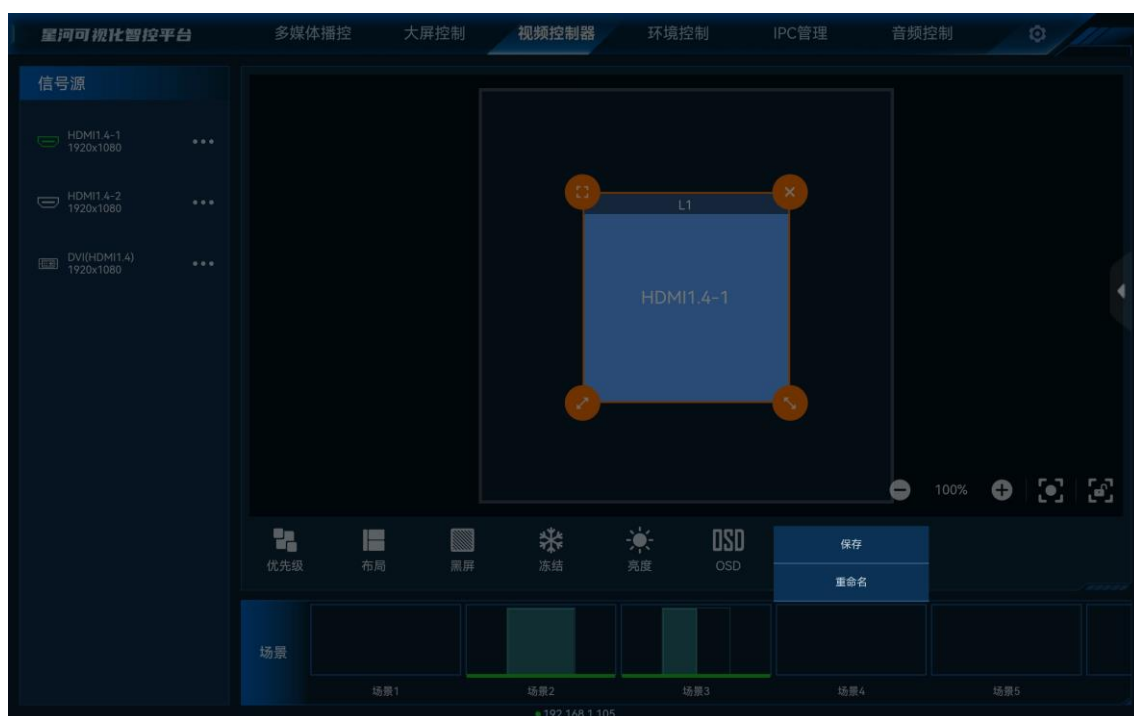 星河可视化智控平台
多媒体播控
大屏控制
视频控制器
环境控制
IPC管理
音频控制
信号源
HDMI1.4-1
1920x1080
HDMI1.4-2
1920x1080
DVI(HDMI1.4)
1920x1080
L1
HDMI1.4-1
100%
优先级
布局
黑屏
冻结
亮度
OSD
OSD
保存
重命名
场景
场景1
场景2
场景3
场景4
场景5
192.168.1.105